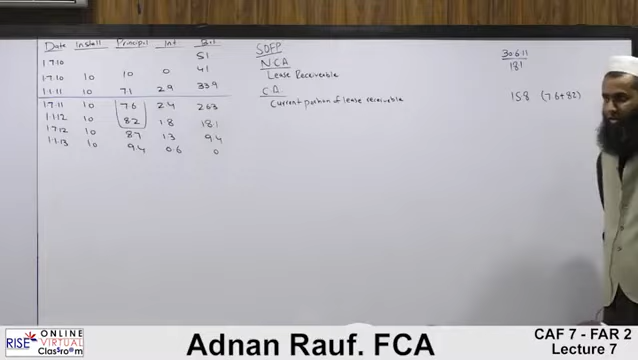 Date Install Principal Int Bal
1·7·10 51
1·7·10 10 10 0 41
1·1·11 10 7.1 2.9 33.9
1·7·11 10 7.6 2.4 26.3
1·1·12 10 8.2 1.8 18.1
1·7·12 10 8.7 1.3 9.4
1·1·13 10 9.4 0.6 0
SOFP
NCA
Lease Receivable
CA
Current portion of lease receivable
30.6.11
18.1
15.8 (7.6+8.2)
RISE ONLINE
VIRTUAL
Classroom
Adnan Rauf. FCA
CAF 7 - FAR 2
Lecture 7